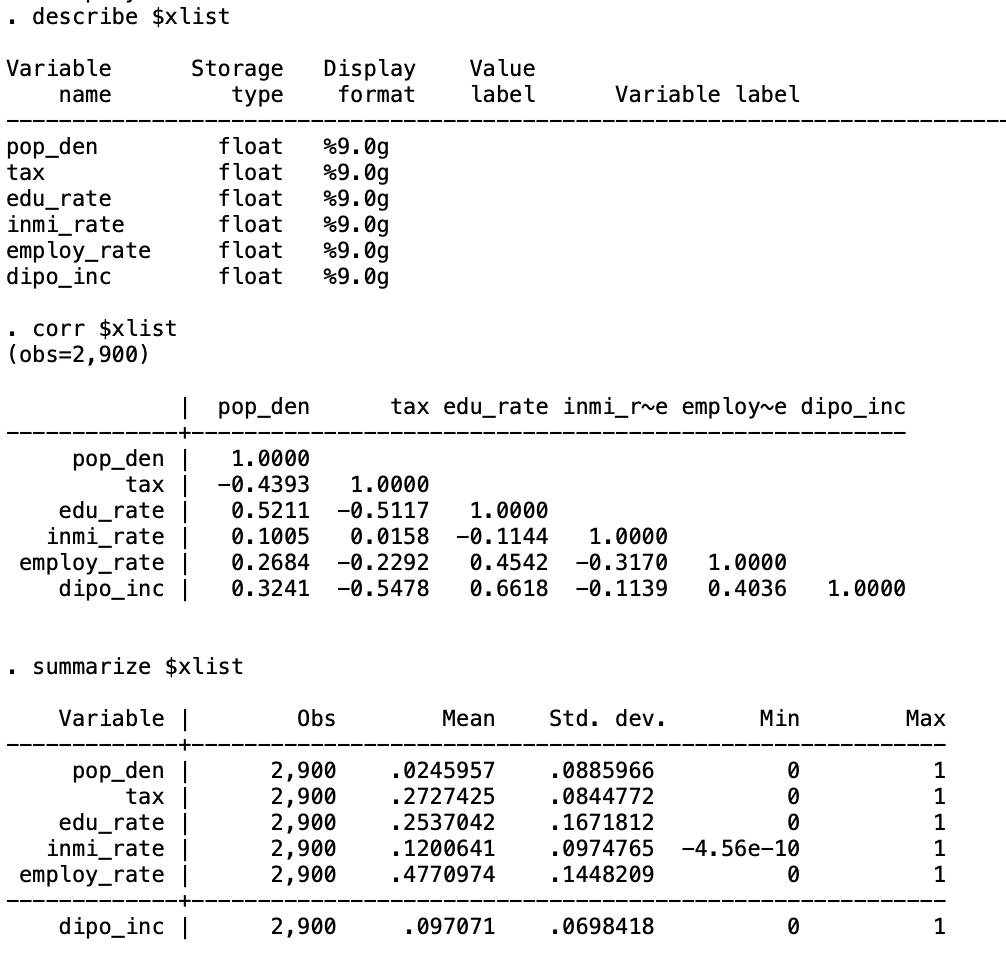 . describe $xlist
Variable      Storage   Display    Value
    name         type    format    label      Variable label
pop_den         float   %9.0g
tax             float   %9.0g
edu_rate        float   %9.0g
inmi_rate       float   %9.0g
employ_rate     float   %9.0g
dipo_inc        float   %9.0g
. corr $xlist
(obs=2,900)
             |  pop_den      tax edu_rate inmi_r~e employ~e dipo_inc
     pop_den |   1.0000
         tax |  -0.4393   1.0000
    edu_rate |   0.5211  -0.5117   1.0000
   inmi_rate |   0.1005   0.0158  -0.1144   1.0000
 employ_rate |   0.2684  -0.2292   0.4542  -0.3170   1.0000
    dipo_inc |   0.3241  -0.5478   0.6618  -0.1139   0.4036   1.0000
. summarize $xlist
    Variable |        Obs        Mean    Std. dev.       Min        Max
     pop_den |      2,900    .0245957    .0885966          0          1
         tax |      2,900    .2727425    .0844772          0          1
    edu_rate |      2,900    .2537042    .1671812          0          1
   inmi_rate |      2,900    .1200641    .0974765  -4.56e-10          1
 employ_rate |      2,900    .4770974    .1448209          0          1
    dipo_inc |      2,900     .097071    .0698418          0          1